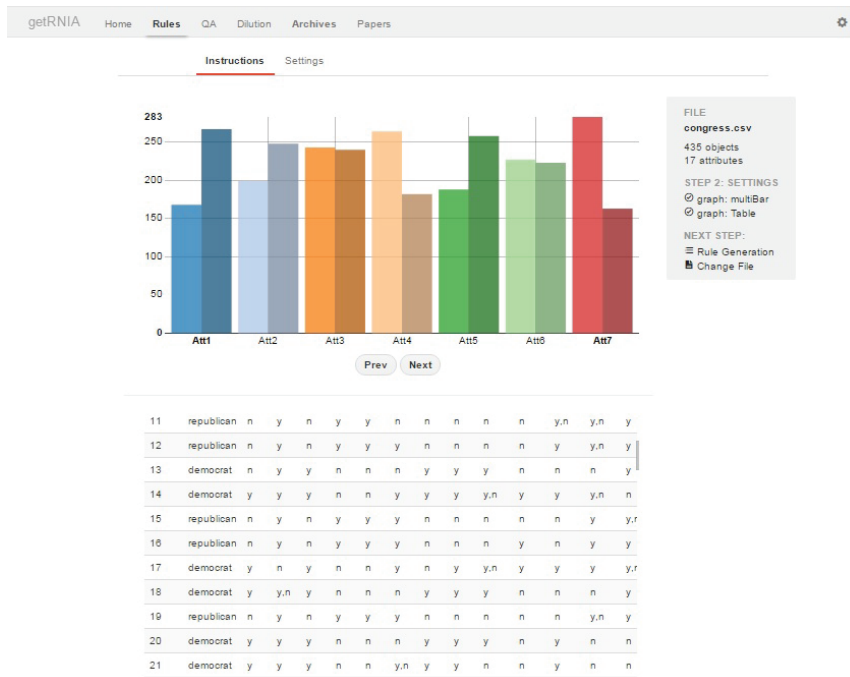 getRNIA Home Rules QA Dilution Archives Papers
Instructions Settings
283
250
200
150
100
50
0
Att1 Att2 Att3 Att4 Att5 Att6 Att7
Prev Next
FILE
congress.csv
435 objects
17 attributes
STEP 2: SETTINGS
graph: multiBar
graph: Table
NEXT STEP:
Rule Generation
Change File
11 republican n y n y y n n n n n y,n y,n y
12 republican n y n y y y n n n n y y,n y
13 democrat n y y n n n y y y n n n y
14 democrat y y y n n y y y y,n y y y,n n
15 republican n y n y y y n n n n n y y,n
16 republican n y n y y y n n n y n y y
17 democrat y n y n n y n y y,n y y y y,n
18 democrat y y,n y n n n y y y n n n y
19 republican n y n y y y n n n n n y,n y
20 democrat y y y n n n y y y n y n n
21 democrat y y y n n y,n y y n n y n n